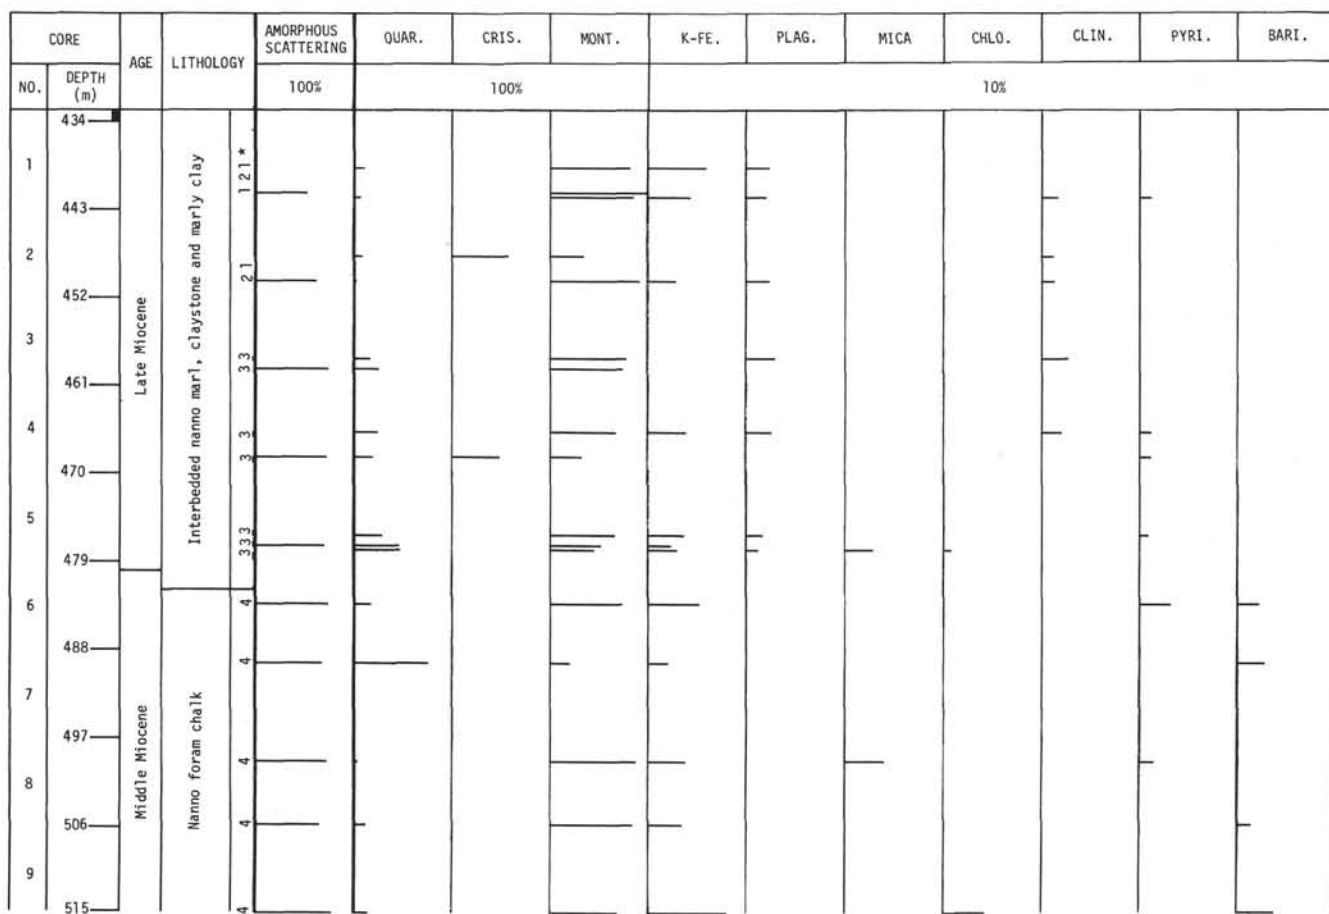 CORE
AGE
LITHOLOGY
AMORPHOUS
SCATTERING
QUAR.
CRIS.
MONT.
K-FE.
PLAG.
MICA
CHLO.
CLIN.
PYRI.
BARI.
NO.
DEPTH
(m)
100%
100%
10%
434
1
443
2
452
3
461
4
470
5
479
6
488
7
497
8
506
9
515
Late Miocene
Middle Miocene
Interbedded nanno marl, claystone and marly clay
Nanno foram chalk
1 2 1 *
2 1
3 3
3
3
3 3 3
4
4
4
4
4